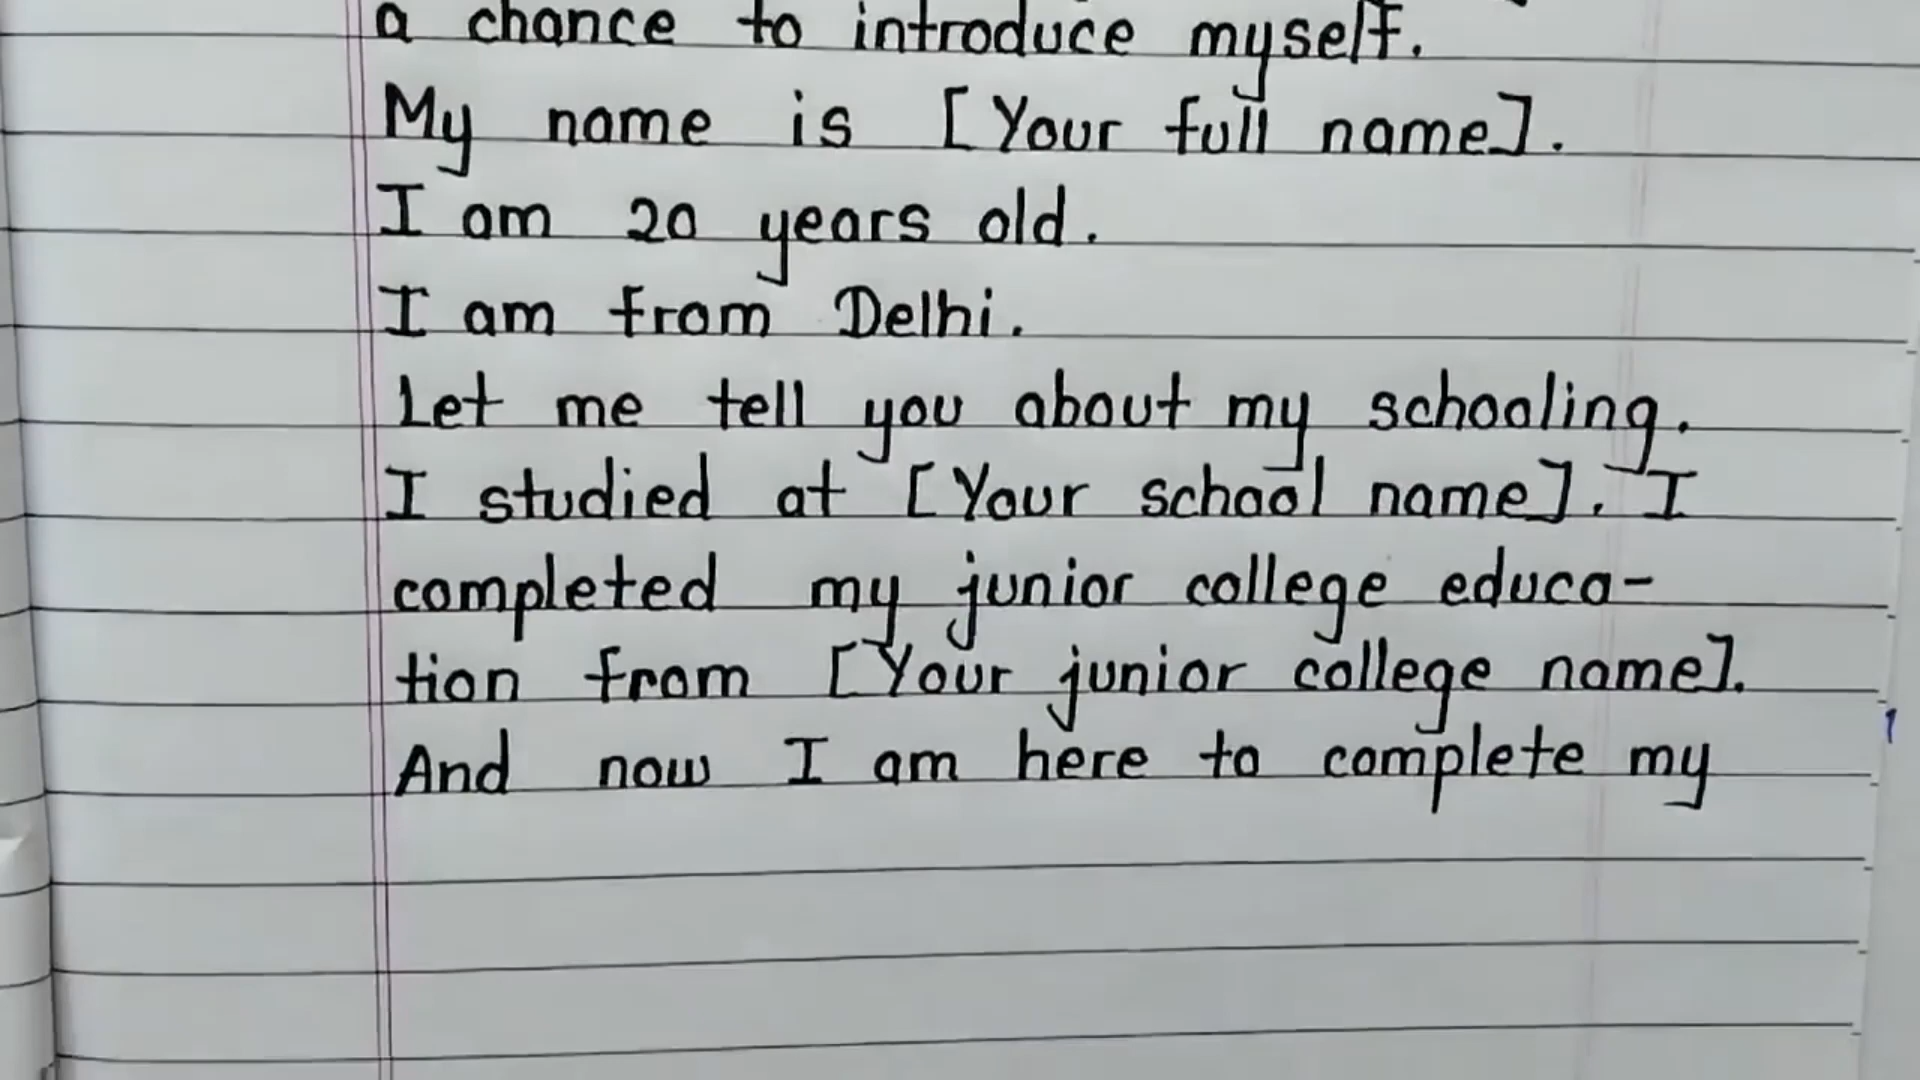 a chance to introduce myself.
My name is [Your full name].
I am 20 years old.
I am from Delhi.
Let me tell you about my schooling.
I studied at [Your school name]. I
completed my junior college educa-
tion from [Your junior college name].
And now I am here to complete my